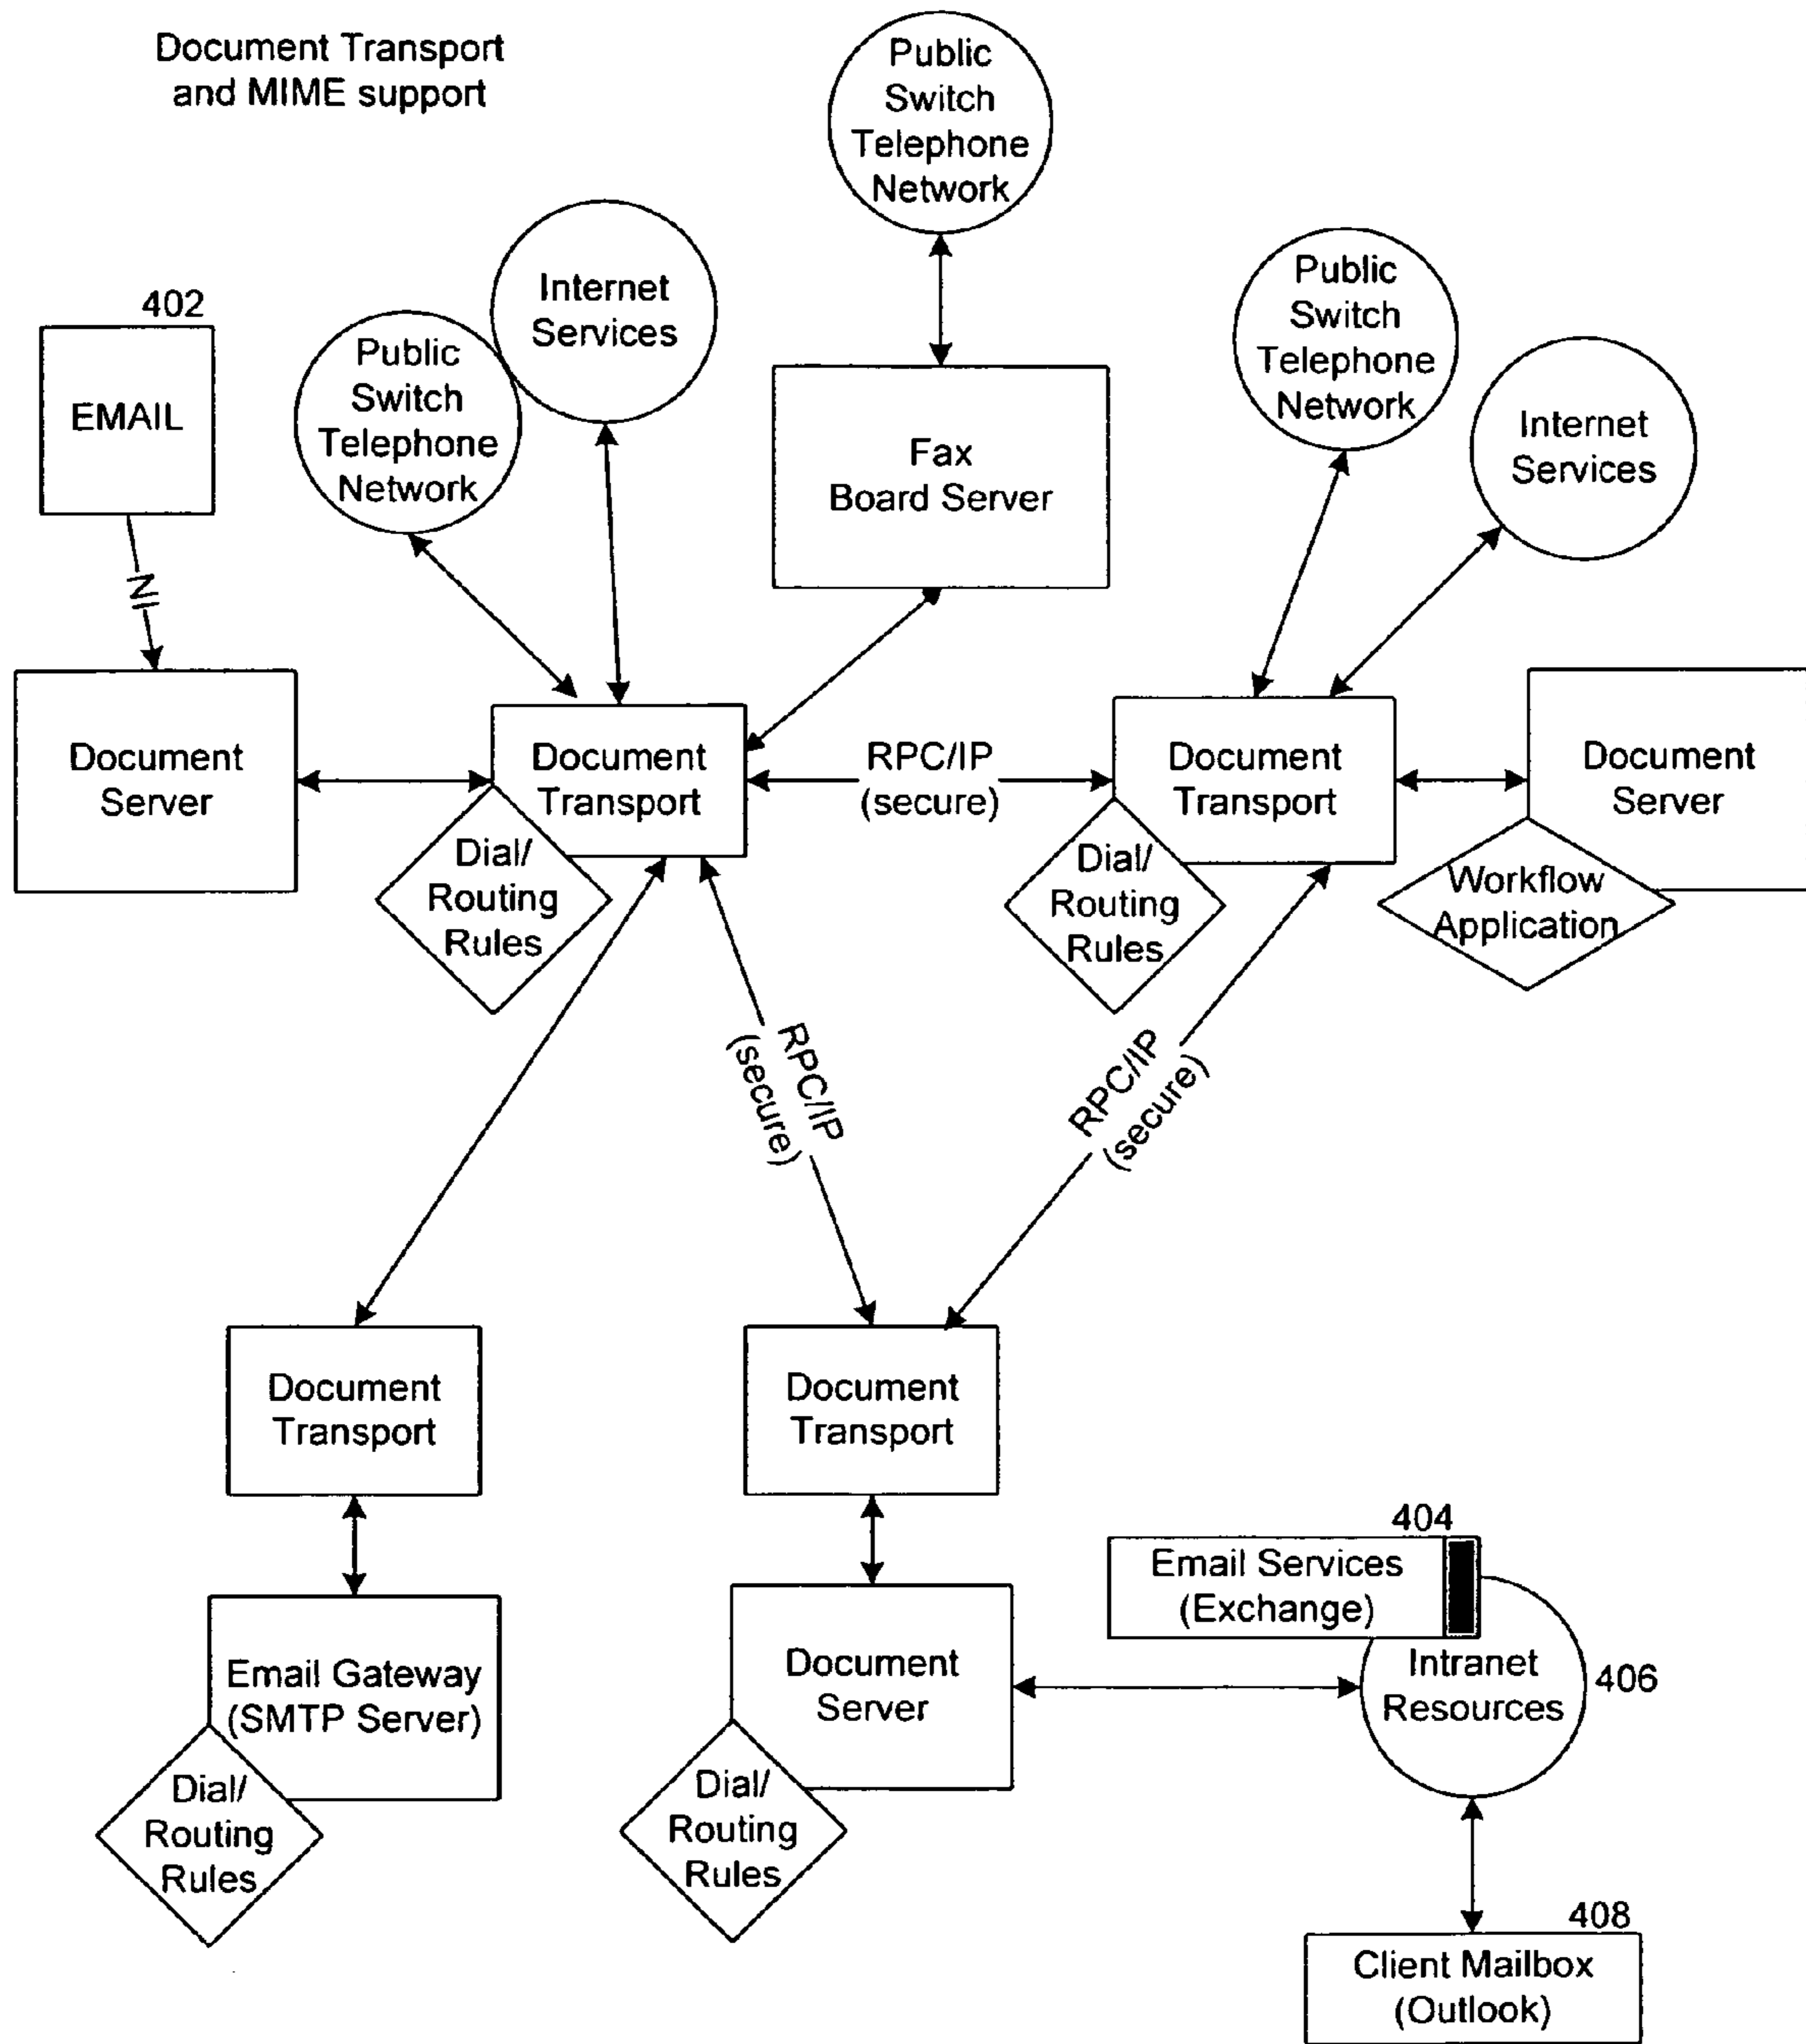 Document Transport
and MIME support
Public
Switch
Telephone
Network
Internet
Services
Public
Switch
Telephone
Network
402
EMAIL
Public
Switch
Telephone
Network
Internet
Services
Fax
Board Server
IN
Document
Server
Document
Transport
RPC/IP
(secure)
Document
Transport
Document
Server
Dial/
Routing
Rules
Dial/
Routing
Rules
Workflow
Application
RPC/IP
(secure)
RPC/IP
(secure)
Document
Transport
Document
Transport
404
Email Services
(Exchange)
Email Gateway
(SMTP Server)
Document
Server
Intranet
Resources
406
Dial/
Routing
Rules
Dial/
Routing
Rules
408
Client Mailbox
(Outlook)